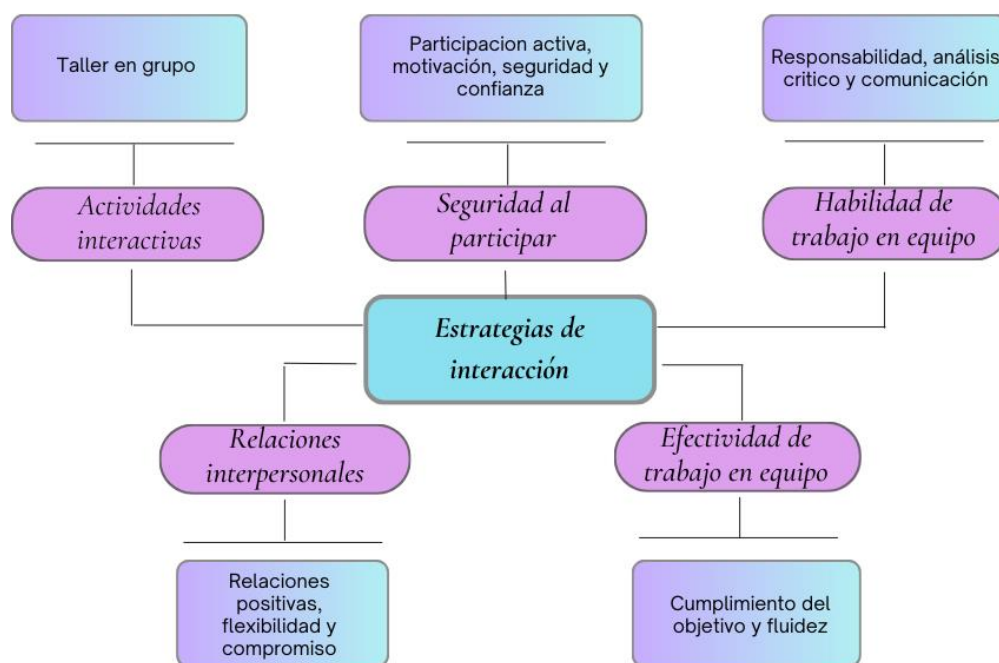 Taller en grupo
Participacion activa,
motivación, seguridad y
confianza
Responsabilidad, análisis
critico y comunicación
Actividades
interactivas
Seguridad al
participar
Habilidad de
trabajo en equipo
Estrategias de
interacción
Relaciones
interpersonales
Efectividad de
trabajo en equipo
Relaciones
positivas,
flexibilidad y
compromiso
Cumplimiento del
objetivo y fluidez